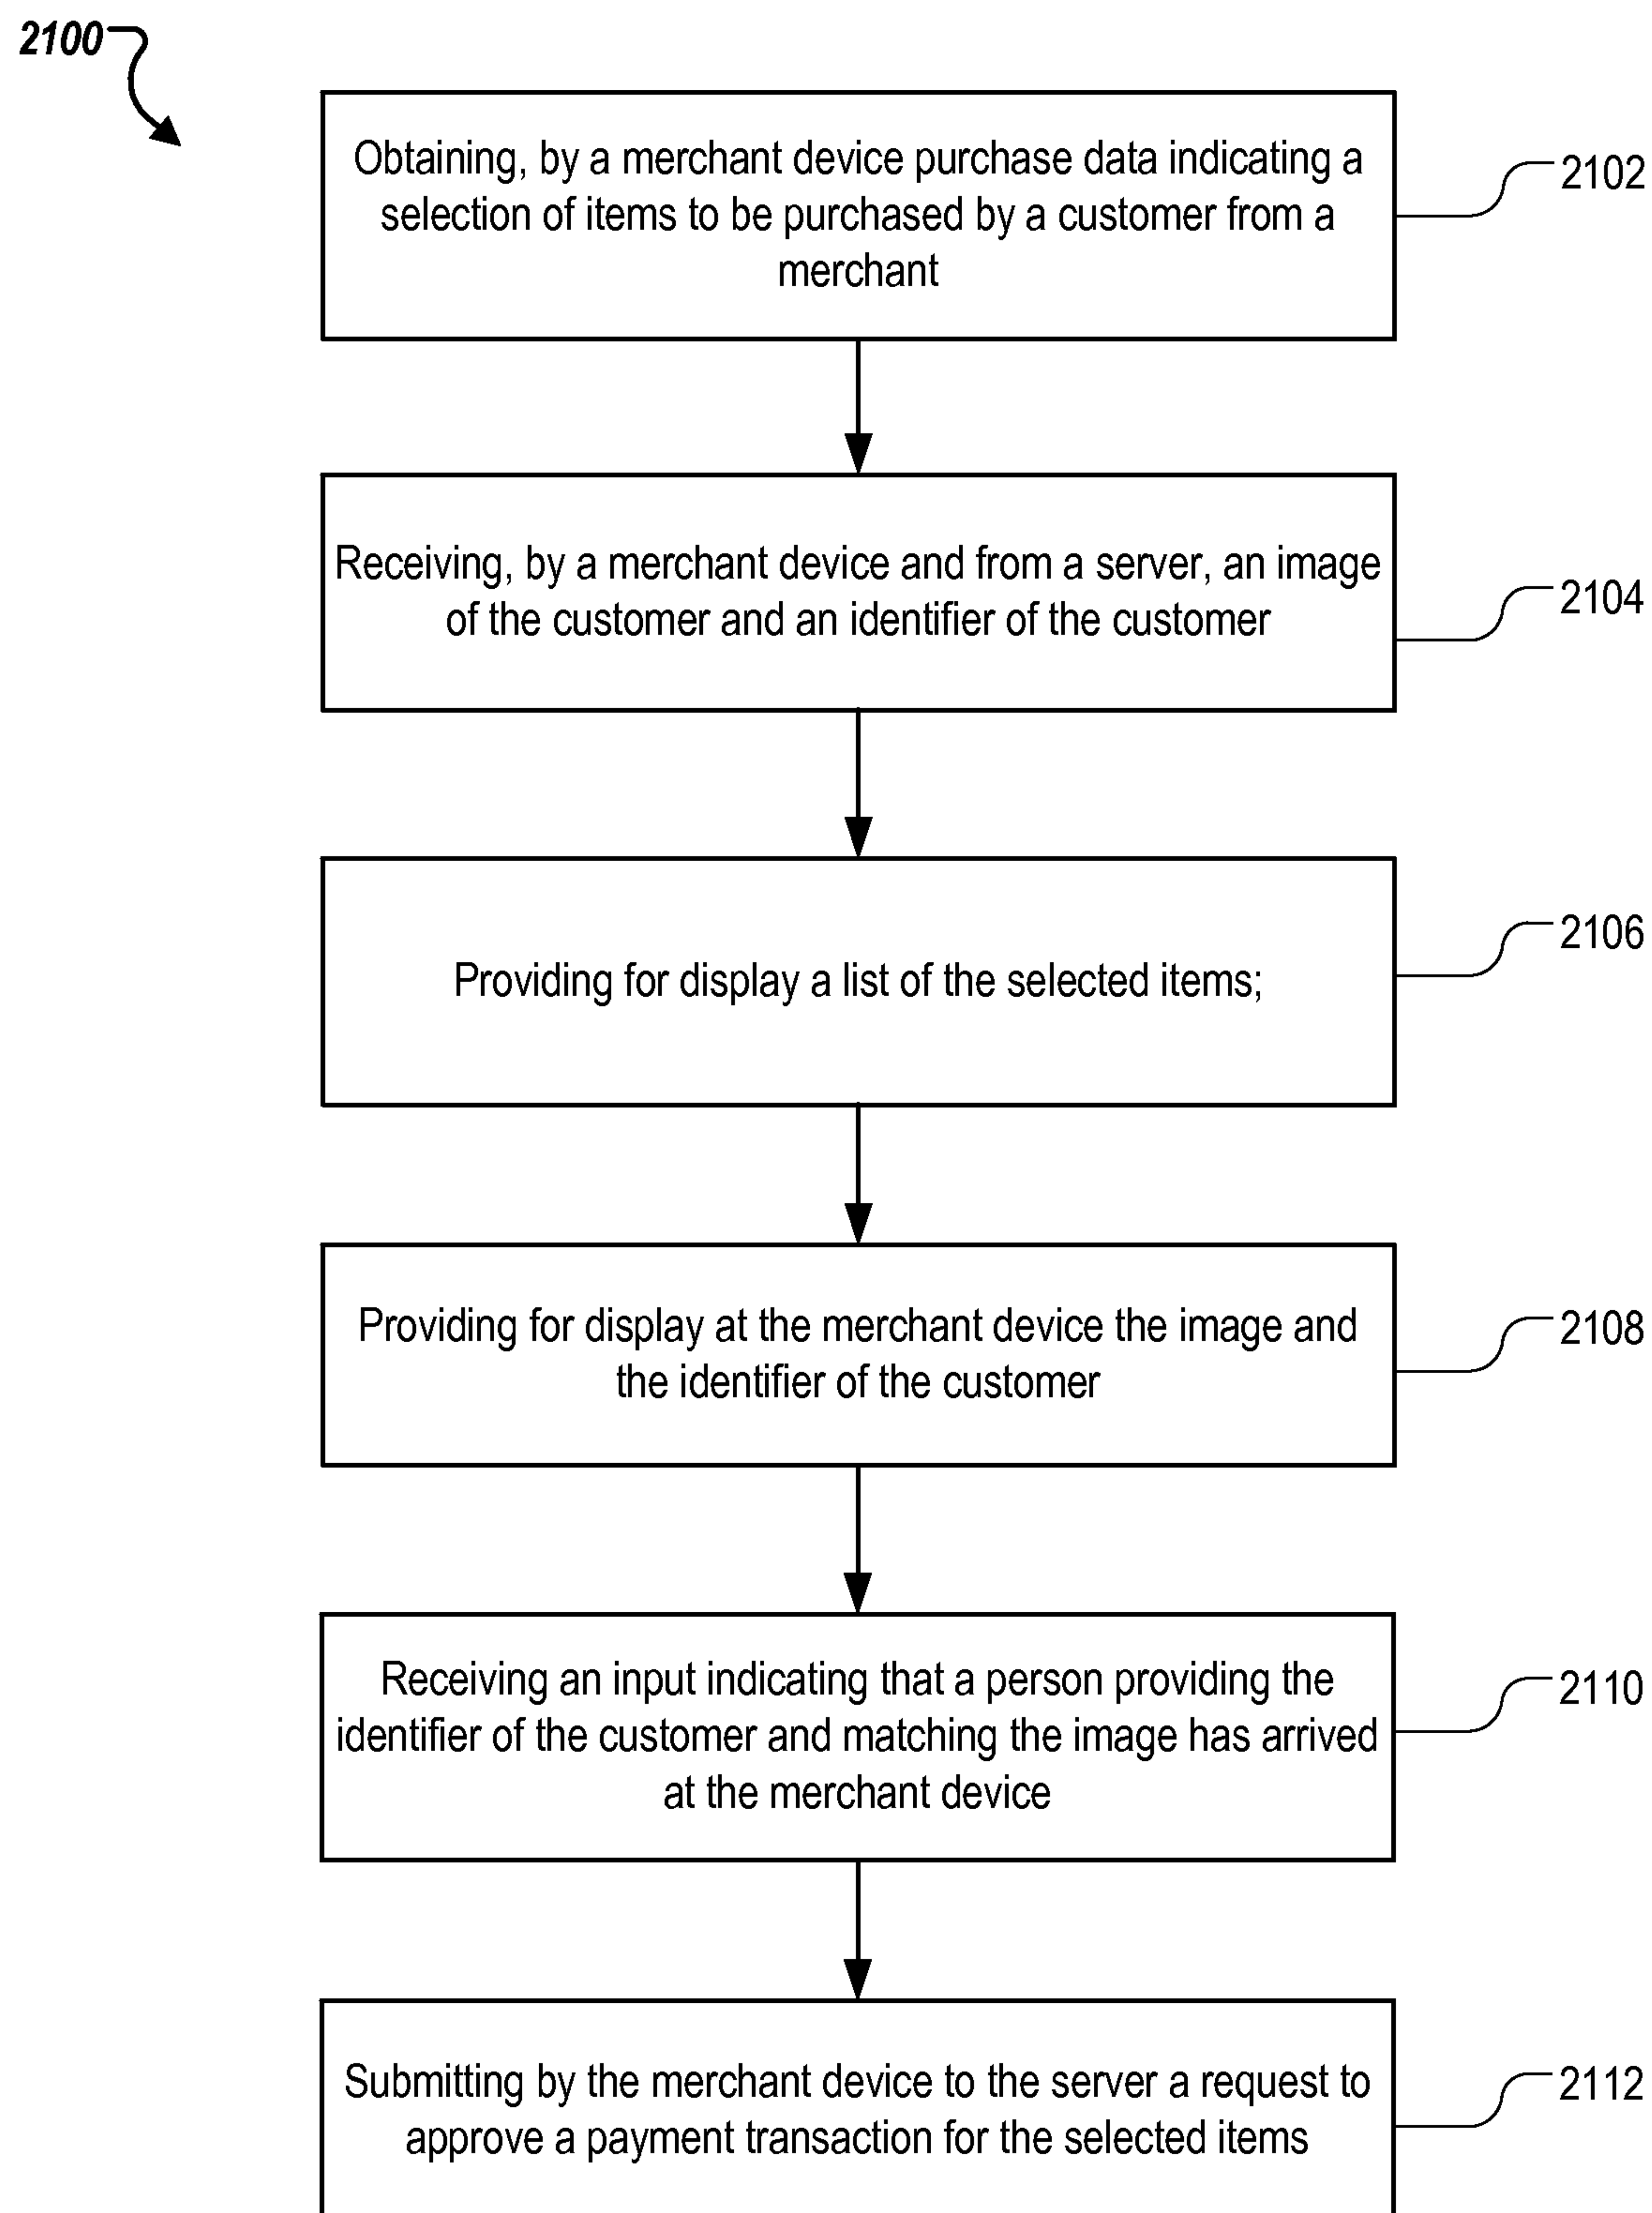 2100
Obtaining, by a merchant device purchase data indicating a
selection of items to be purchased by a customer from a
merchant
2102
Receiving, by a merchant device and from a server, an image
of the customer and an identifier of the customer
2104
Providing for display a list of the selected items;
2106
Providing for display at the merchant device the image and
the identifier of the customer
2108
Receiving an input indicating that a person providing the
identifier of the customer and matching the image has arrived
at the merchant device
2110
Submitting by the merchant device to the server a request to
approve a payment transaction for the selected items
2112